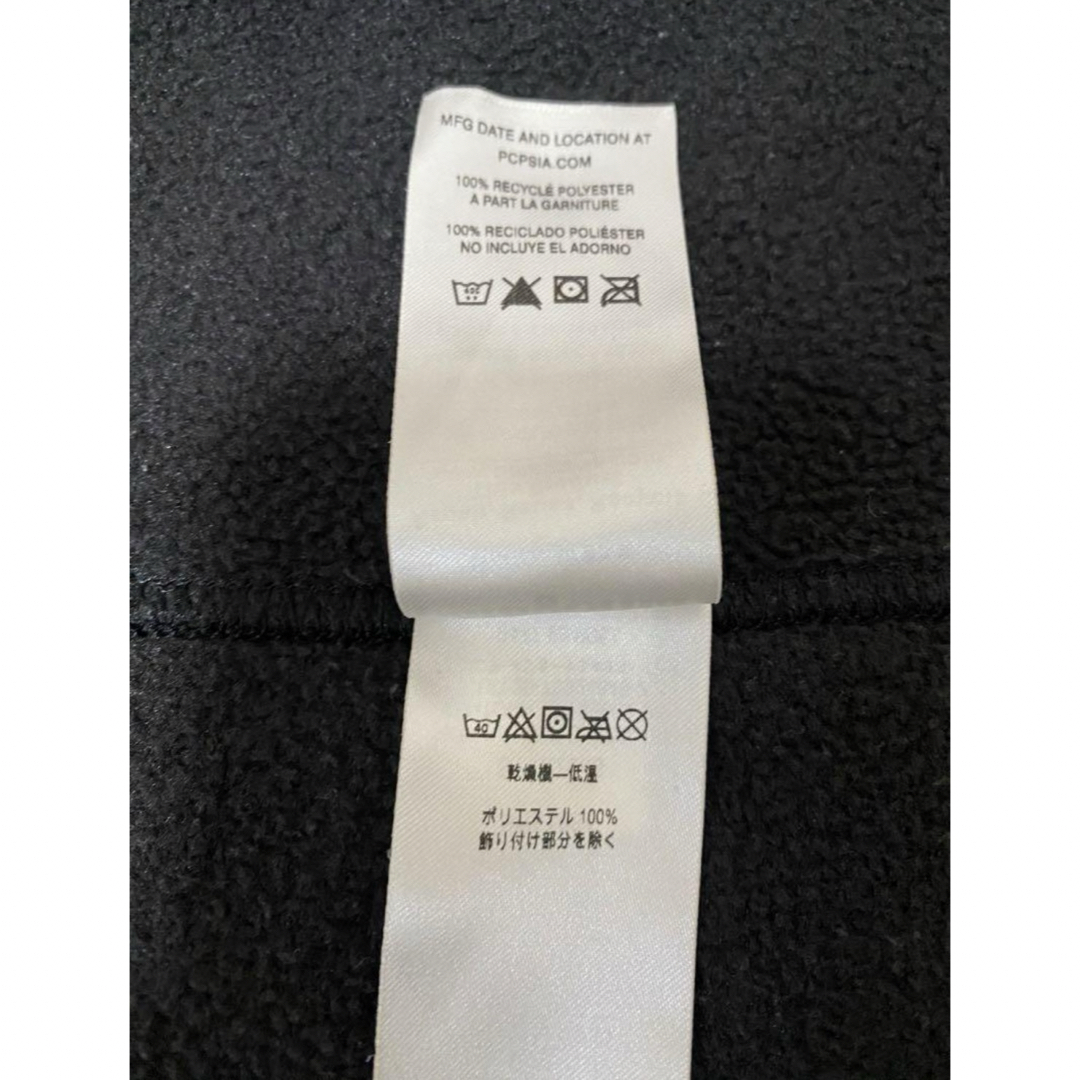 MFG DATE AND LOCATION AT
PCPSIA.COM
100% RECYCLÉ POLYESTER
À PART LA GARNITURE
100% RECICLADO POLIÉSTER
NO INCLUYE EL ADORNO
40
乾燥機—低温
ポリエステル 100%
飾り付け部分を除く